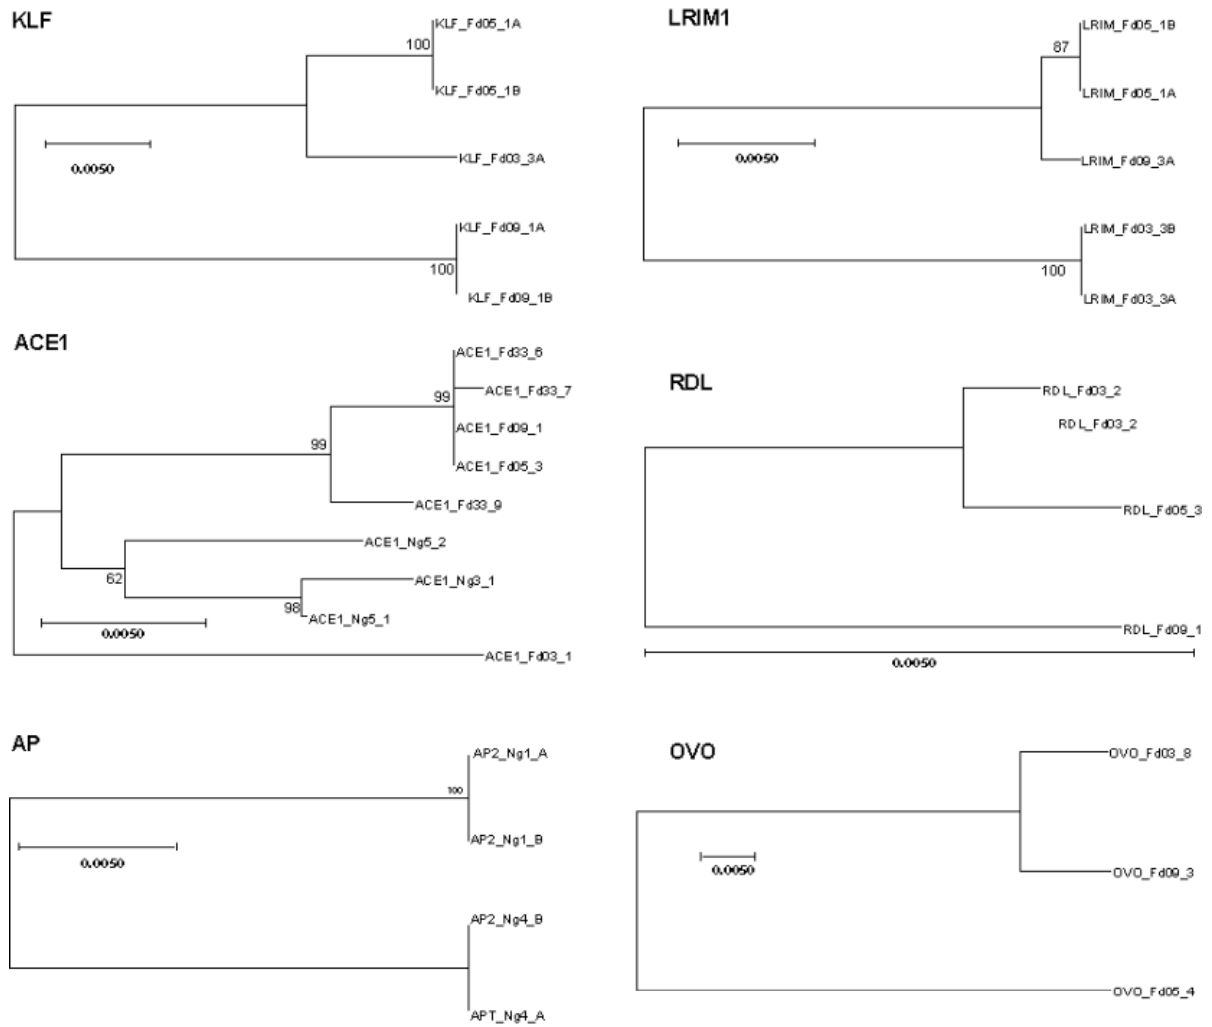 KLF
KLF_Fd05_1A
100
KLF_Fd05_1B
0.0050
KLF_Fd03_3A
KLF_Fd09_1A
100
KLF_Fd09_1B
LRIM1
LRIM_Fd05_1B
87
LRIM_Fd05_1A
0.0050
LRIM_Fd09_3A
LRIM_Fd03_3B
100
LRIM_Fd03_3A
ACE1
ACE1_Fd33_6
99
ACE1_Fd33_7
ACE1_Fd09_1
99
ACE1_Fd05_3
ACE1_Fd33_9
ACE1_Ng5_2
62
ACE1_Ng3_1
98
ACE1_Ng5_1
0.0050
ACE1_Fd03_1
RDL
RDL_Fd03_2
RDL_Fd03_2
RDL_Fd05_3
RDL_Fd09_1
0.0050
AP
AP2_Ng1_A
100
AP2_Ng1_B
0.0050
AP2_Ng4_B
APT_Ng4_A
OVO
OVO_Fd03_8
0.0050
OVO_Fd09_3
OVO_Fd05_4